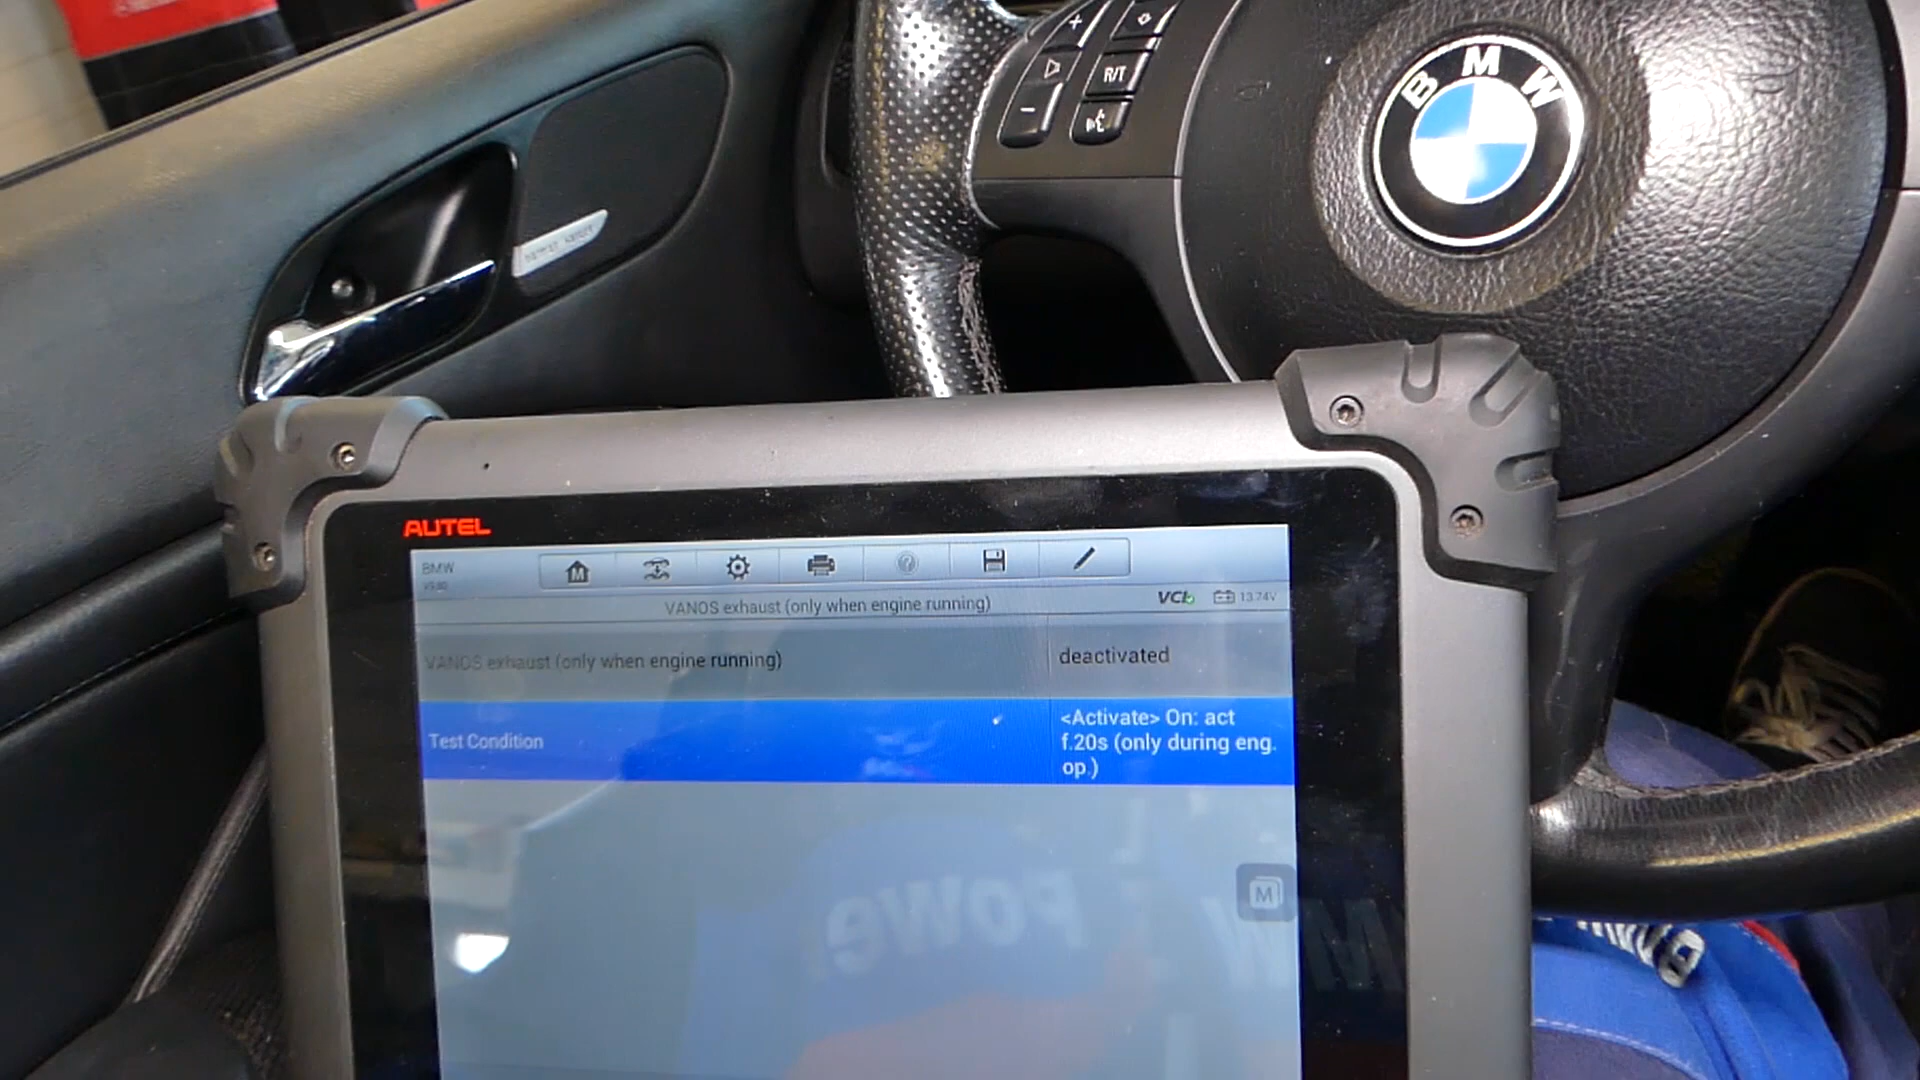 +
R/T
-
B M W
AUTEL
BMW
VCI
13.74V
VANOS exhaust (only when engine running)
VANOS exhaust (only when engine running)
deactivated
Test Condition
<Activate> On: act
f.20s (only during eng.
op.)
M
Powe